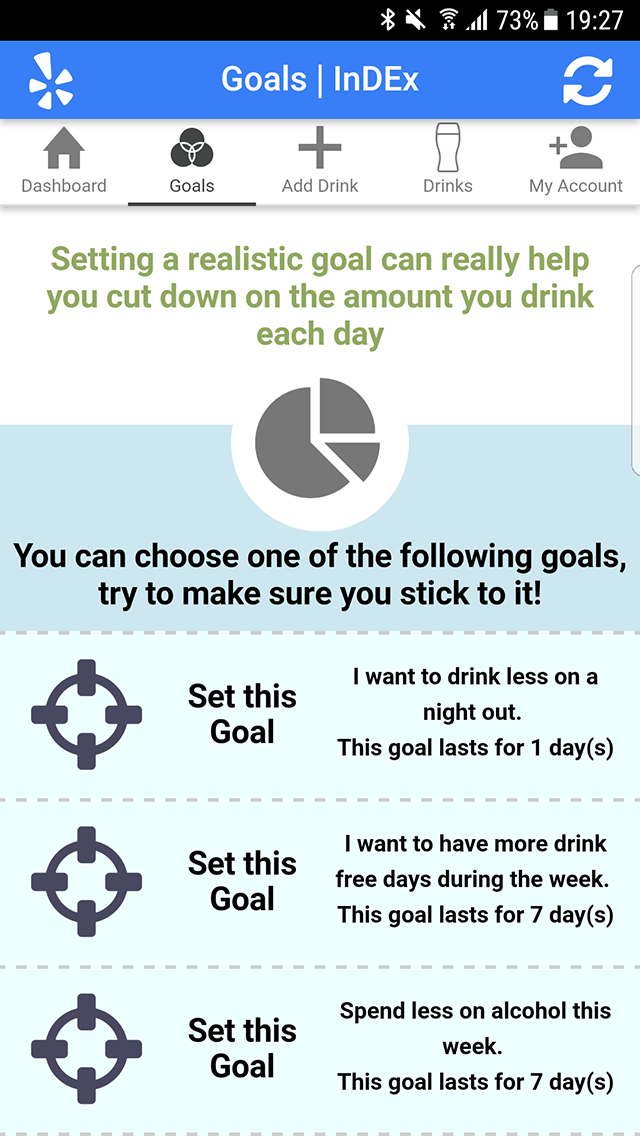 73% 19:27
Goals | InDEx
Dashboard Goals Add Drink Drinks My Account
Setting a realistic goal can really help
you cut down on the amount you drink
each day
You can choose one of the following goals,
try to make sure you stick to it!
Set this
Goal
I want to drink less on a
night out.
This goal lasts for 1 day(s)
Set this
Goal
I want to have more drink
free days during the week.
This goal lasts for 7 day(s)
Set this
Goal
Spend less on alcohol this
week.
This goal lasts for 7 day(s)